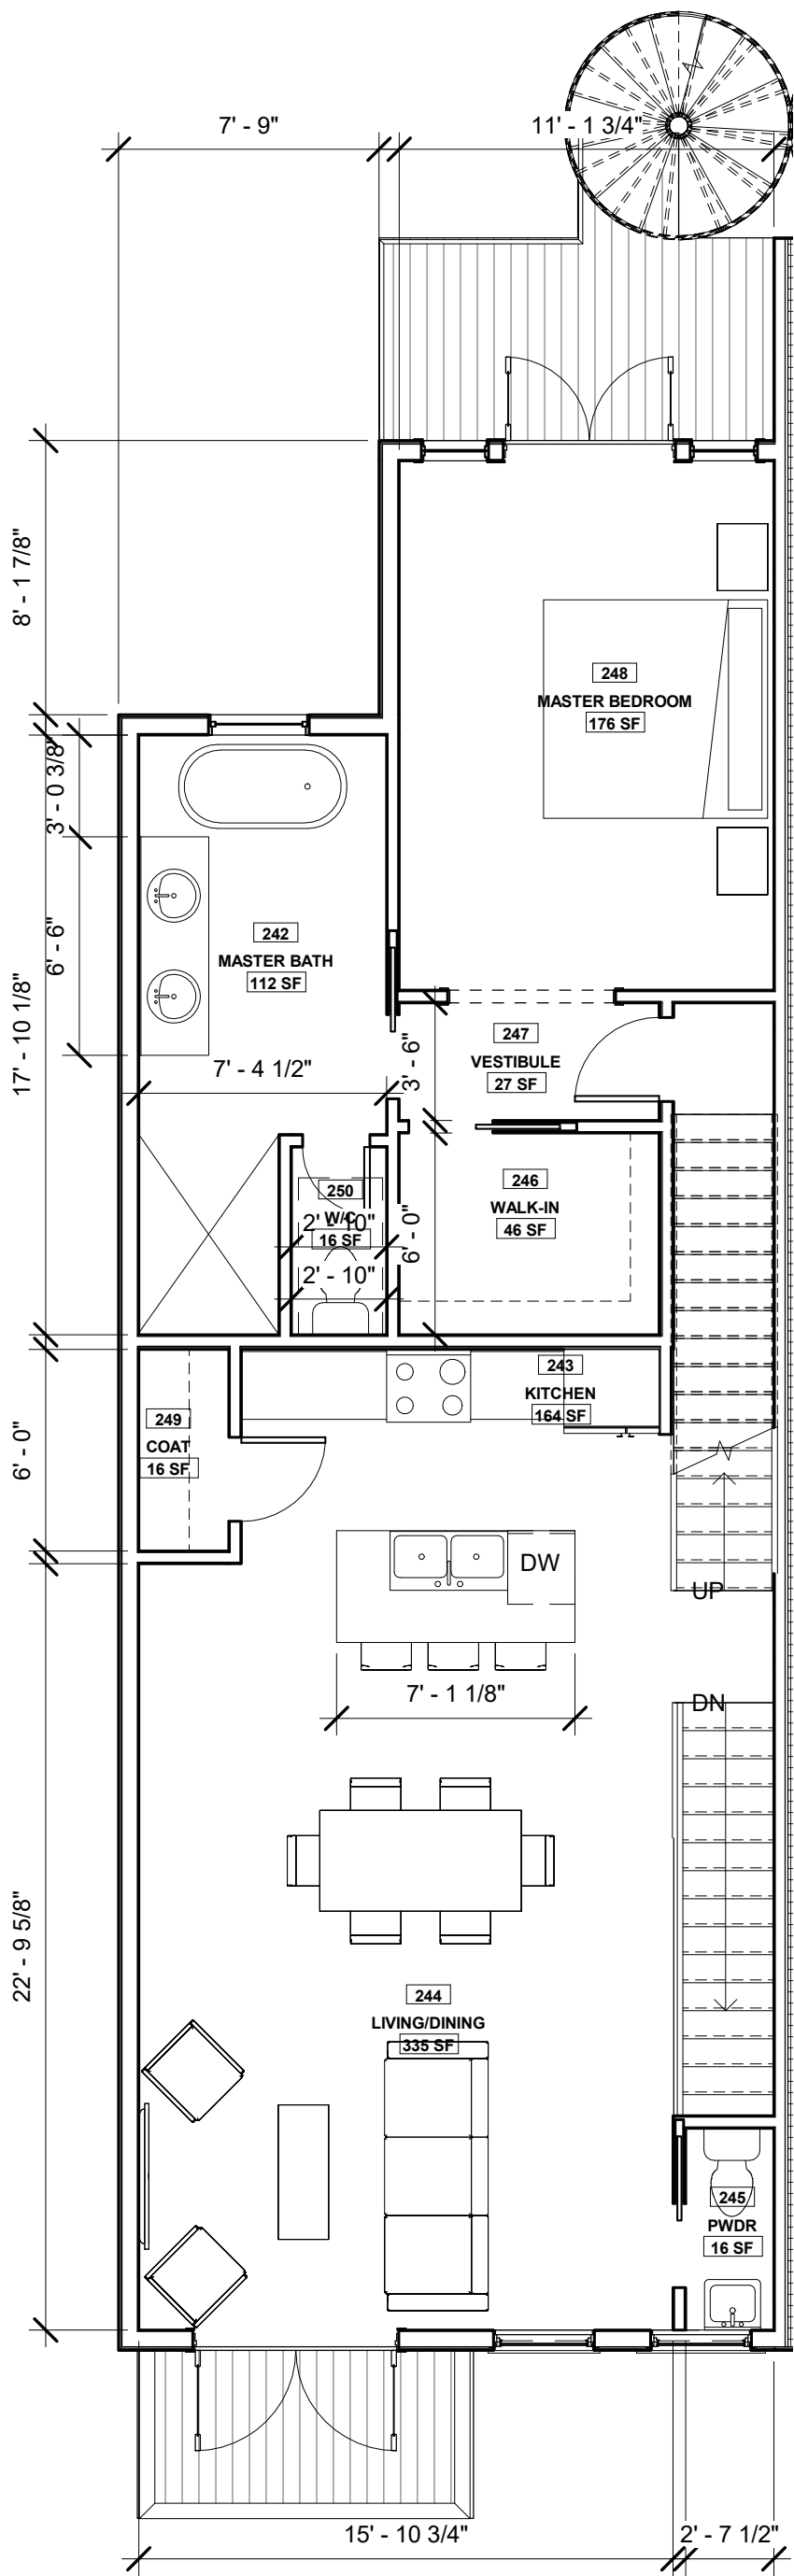 7' - 9"
11' - 1 3/4"
8' - 1 7/8"
248
MASTER BEDROOM
176 SF
3' - 0 3/8"
6' - 6"
242
MASTER BATH
112 SF
17' - 10 1/8"
247
VESTIBULE
27 SF
3' - 6"
7' - 4 1/2"
250
W/C
16 SF
2' - 10"
2' - 10"
246
WALK-IN
46 SF
6' - 0"
243
KITCHEN
164 SF
249
COAT
16 SF
6' - 0"
DW
UP
7' - 1 1/8"
DN
22' - 9 5/8"
244
LIVING/DINING
335 SF
245
PWDR
16 SF
15' - 10 3/4"
2' - 7 1/2"